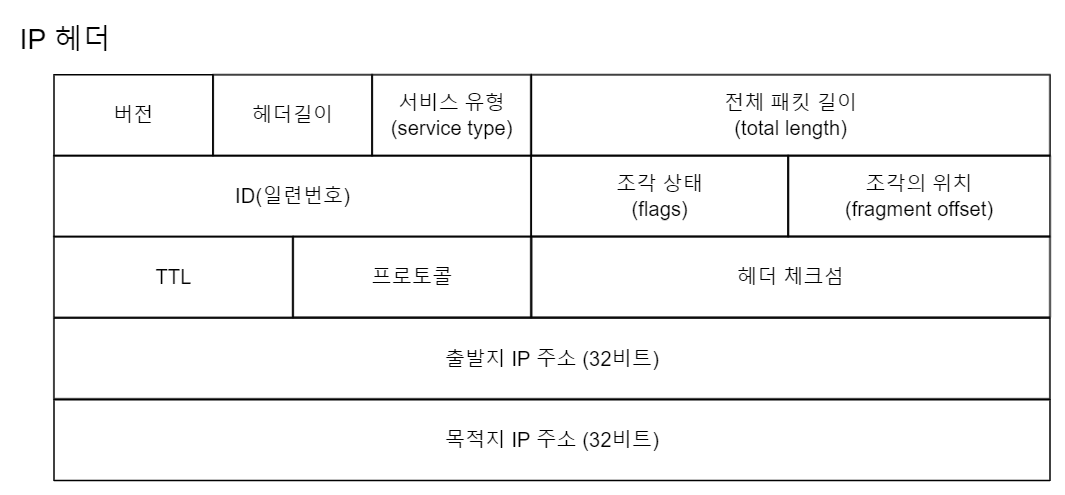 IP 헤더
버전
헤더길이
서비스 유형
(service type)
전체 패킷 길이
(total length)
ID(일련번호)
조각 상태
(flags)
조각의 위치
(fragment offset)
TTL
프로토콜
헤더 체크섬
출발지 IP 주소 (32비트)
목적지 IP 주소 (32비트)